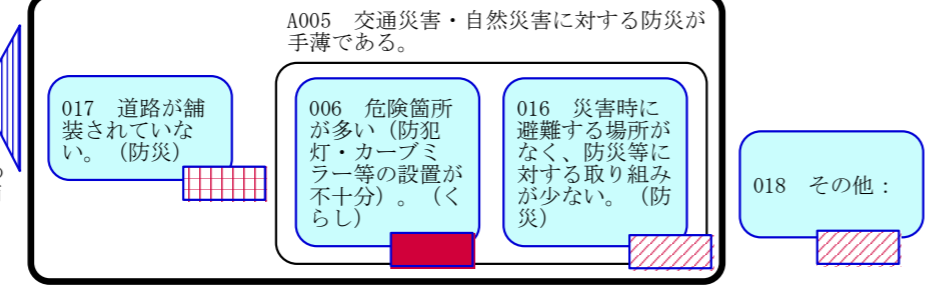 A005　交通災害・自然災害に対する防災が
手薄である。
017　道路が舗
装されていな
い。（防災）
006　危険箇所
が多い（防犯
灯・カーブミ
ラー等の設置が
不十分）。（く
らし）
016　災害時に
避難する場所が
なく、防災等に
対する取り組み
が少ない。（防
災）
018　その他：